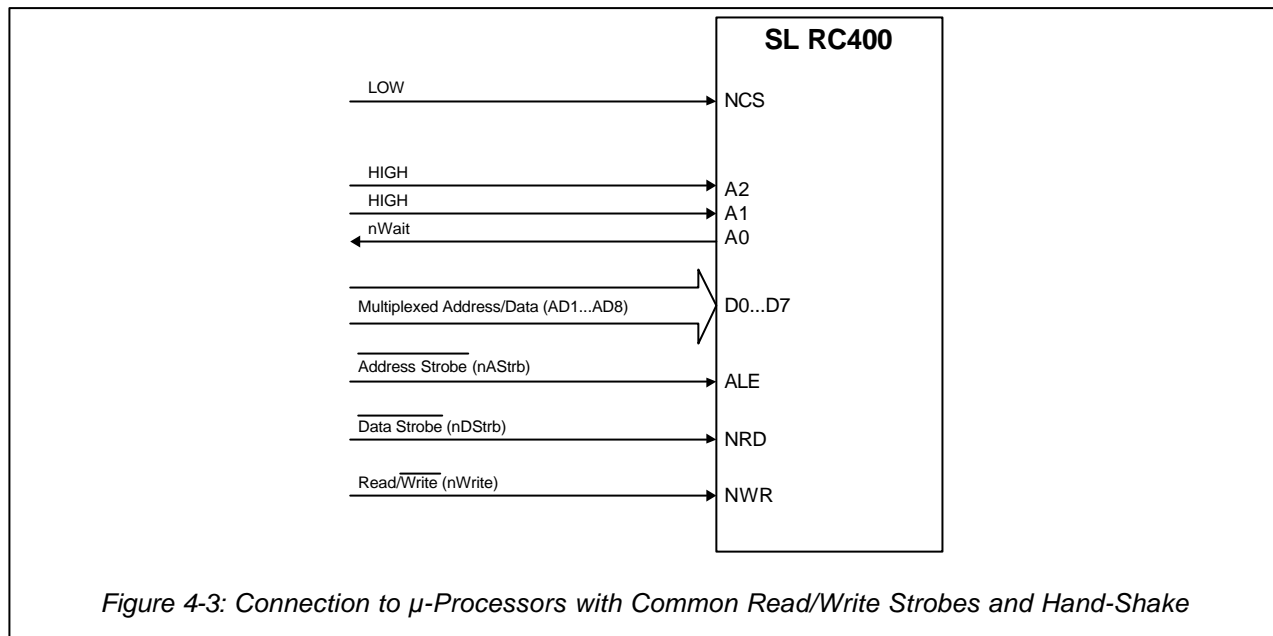 SL RC400
LOW
NCS
HIGH
A2
HIGH
A1
nWait
A0
Multiplexed Address/Data (AD1...AD8)
D0...D7
Address Strobe (nAStrb)
ALE
Data Strobe (nDStrb)
NRD
Read/Write (nWrite)
NWR
Figure 4-3: Connection to µ-Processors with Common Read/Write Strobes and Hand-Shake